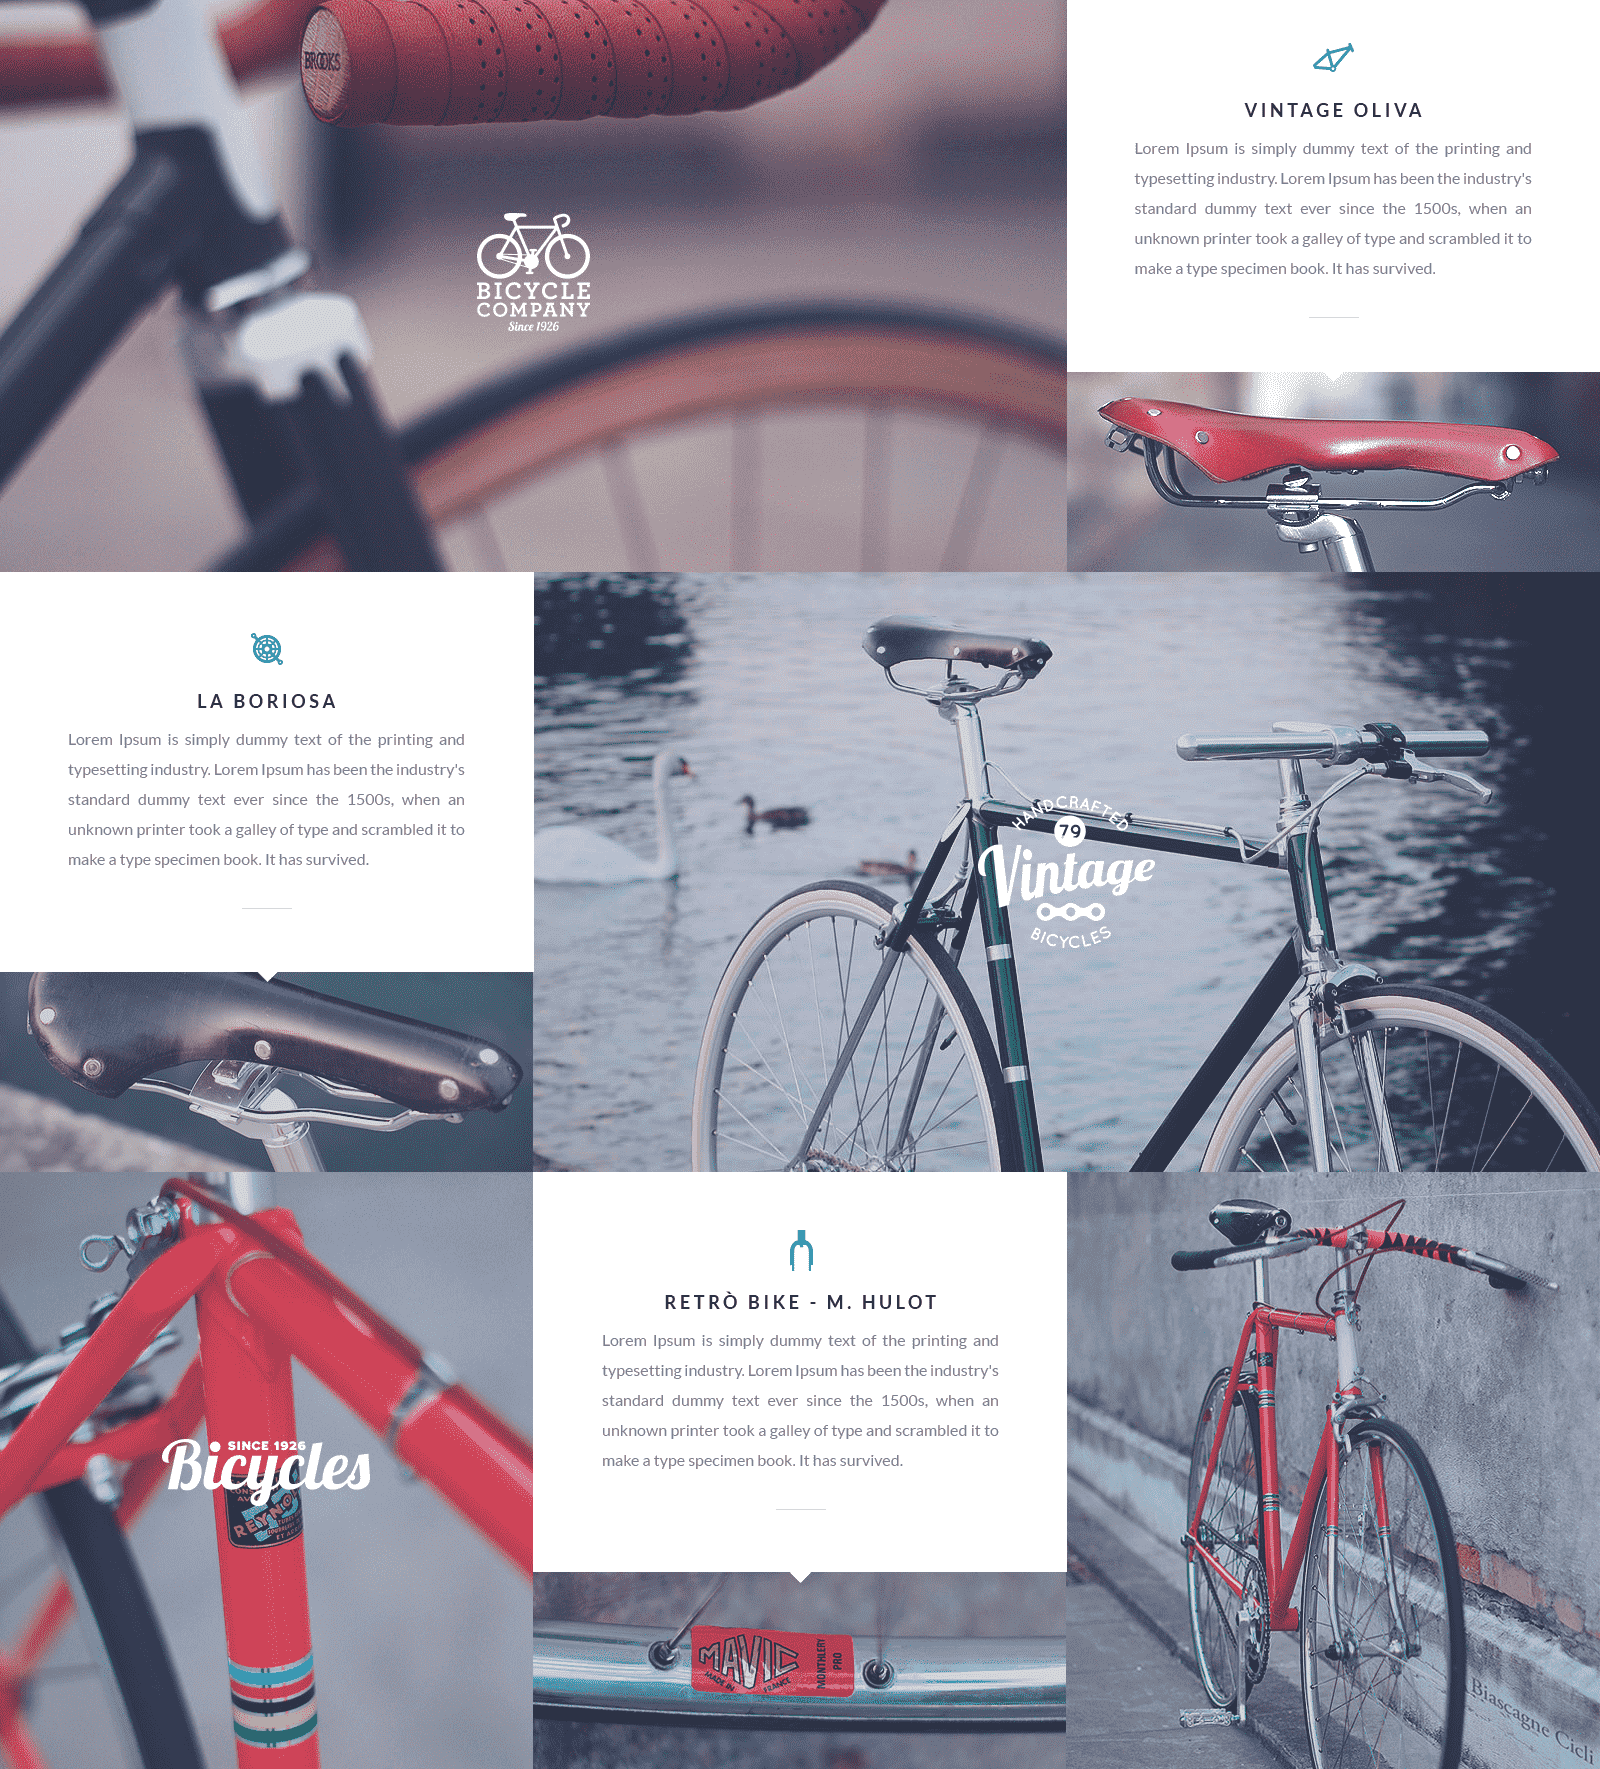 BROOKS
BICYCLE
COMPANY
Since 1926
VINTAGE OLIVA
Lorem Ipsum is simply dummy text of the printing and
typesetting industry. Lorem Ipsum has been the industry's
standard dummy text ever since the 1500s, when an
unknown printer took a galley of type and scrambled it to
make a type specimen book. It has survived.
LA BORIOSA
Lorem Ipsum is simply dummy text of the printing and
typesetting industry. Lorem Ipsum has been the industry's
standard dummy text ever since the 1500s, when an
unknown printer took a galley of type and scrambled it to
make a type specimen book. It has survived.
HANDCRAFTED
79
Vintage
BICYCLES
SINCE 1926
Bicycles
RETRÒ BIKE - M. HULOT
Lorem Ipsum is simply dummy text of the printing and
typesetting industry. Lorem Ipsum has been the industry's
standard dummy text ever since the 1500s, when an
unknown printer took a galley of type and scrambled it to
make a type specimen book. It has survived.
MAVIC
MADE IN FRANCE
MONTHLERY
PRO
Biascagne Cicli